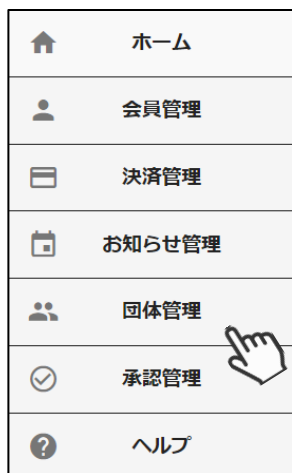 ホーム
会員管理
決済管理
お知らせ管理
団体管理
承認管理
ヘルプ